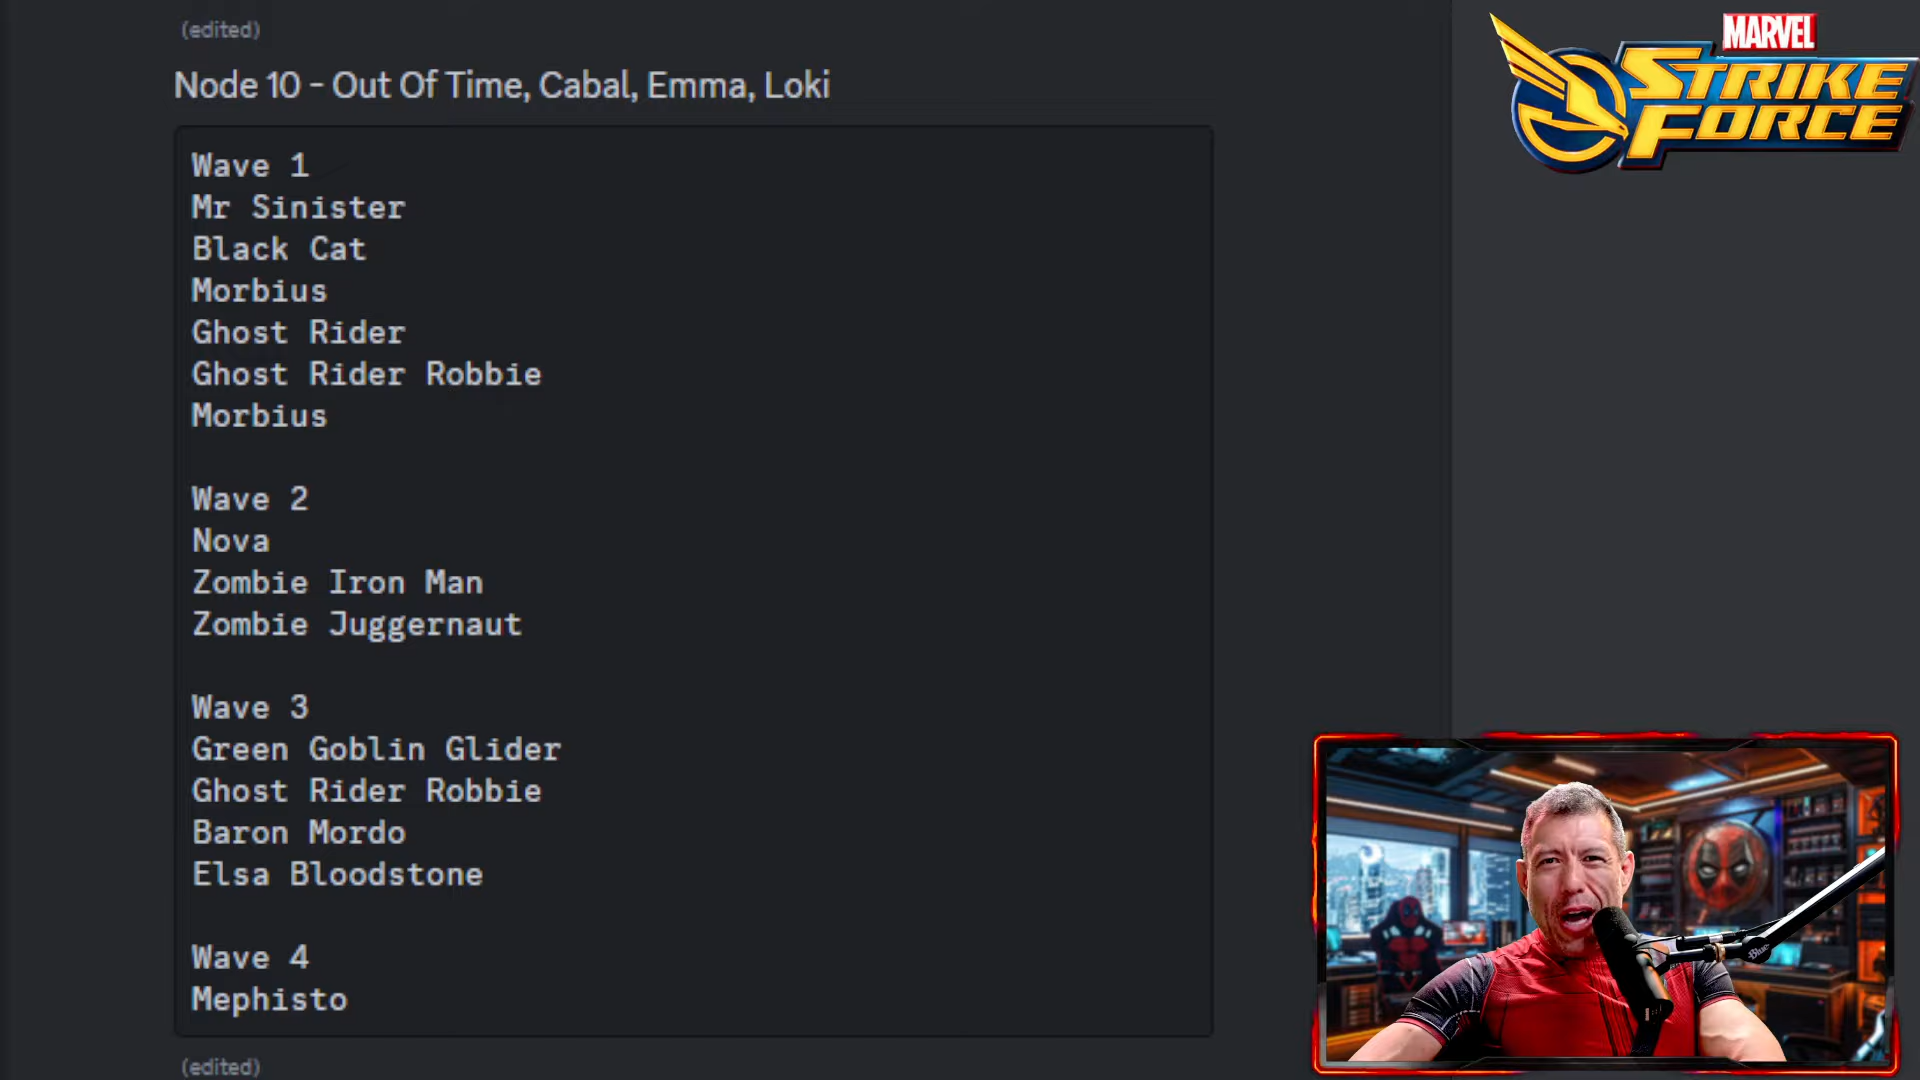 (edited)
Node 10 - Out Of Time, Cabal, Emma, Loki
Wave 1
Mr Sinister
Black Cat
Morbius
Ghost Rider
Ghost Rider Robbie
Morbius
Wave 2
Nova
Zombie Iron Man
Zombie Juggernaut
Wave 3
Green Goblin Glider
Ghost Rider Robbie
Baron Mordo
Elsa Bloodstone
Wave 4
Mephisto
(edited)
MARVEL
STRIKE
FORCE
Blue